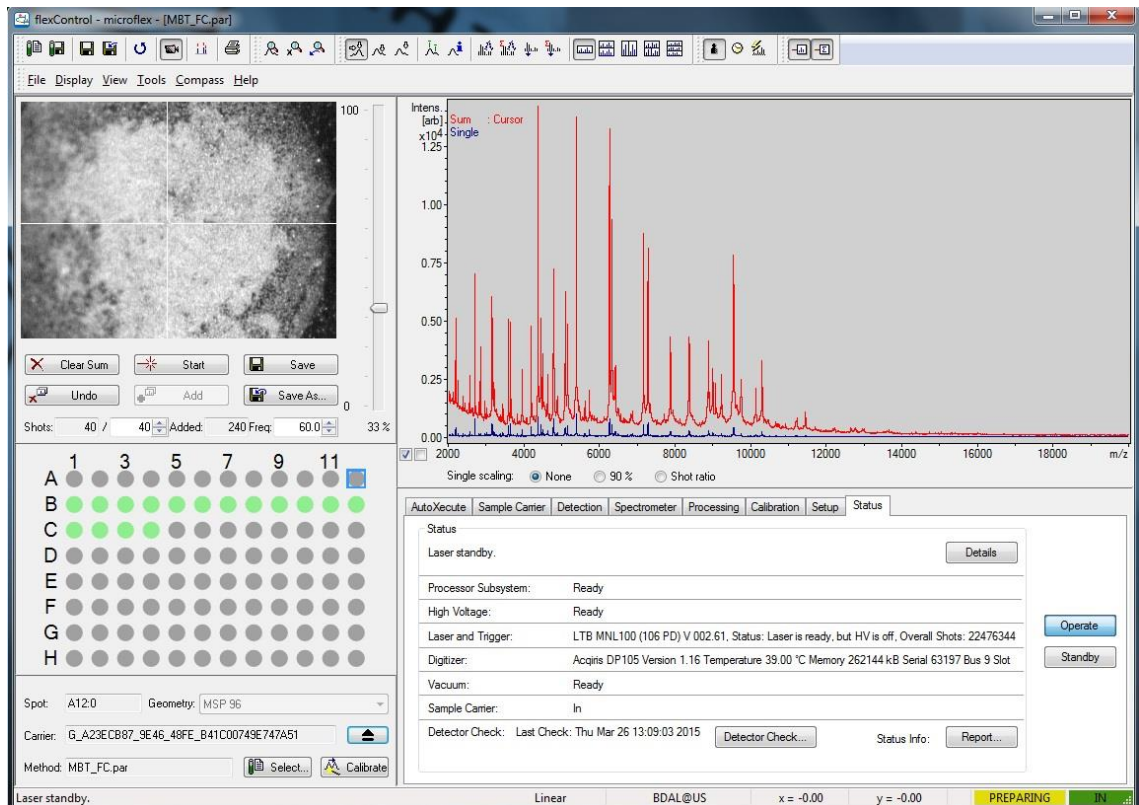 flexControl - microflex - [MBT_FC.par]
File Display View Tools Compass Help
100
0
33 %
Clear Sum Start Save
Undo Add Save As...
Shots: 40 / 40 Added: 240 Freq: 60.0
1 3 5 7 9 11
A
B
C
D
E
F
G
H
Spot: A12:0 Geometry: MSP 96
Carrier: G_A23ECB87_9E46_48FE_B41C00749E747A51
Method: MBT_FC.par Select... Calibrate
Intens.
[arb]
x104
Sum : Cursor
Single
1.25
1.00
0.75
0.50
0.25
0.00
2000 4000 6000 8000 10000 12000 14000 16000 18000 m/z
Single scaling: None 90 % Shot ratio
AutoXecute Sample Carrier Detection Spectrometer Processing Calibration Setup Status
Status
Laser standby. Details
Processor Subsystem: Ready
High Voltage: Ready
Laser and Trigger: LTB MNL100 (106 PD) V 002.61, Status: Laser is ready, but HV is off, Overall Shots: 22476344
Digitizer: Acqiris DP105 Version 1.16 Temperature 39.00 °C Memory 262144 kB Serial 63197 Bus 9 Slot
Vacuum: Ready
Sample Carrier: In
Detector Check: Last Check: Thu Mar 26 13:09:03 2015 Detector Check... Status Info: Report...
Operate
Standby
Laser standby. Linear BDAL@US x = -0.00 y = -0.00 PREPARING IN